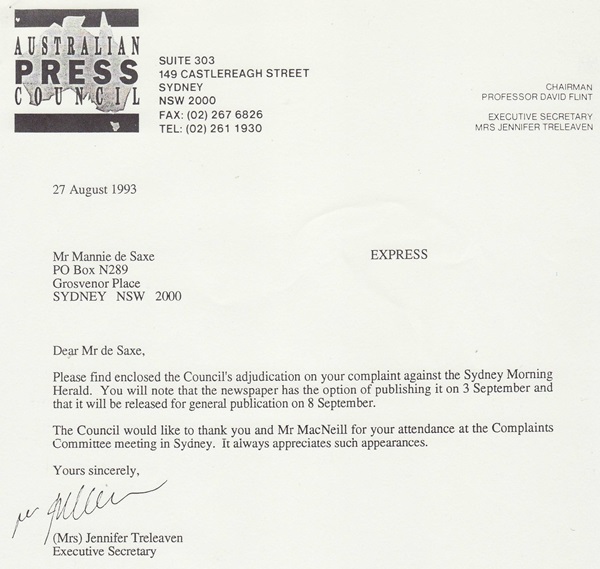 AUSTRALIAN
PRESS
COUNCIL
SUITE 303
149 CASTLEREAGH STREET
SYDNEY
NSW 2000
FAX: (02) 267 6826
TEL: (02) 261 1930
CHAIRMAN
PROFESSOR DAVID FLINT
EXECUTIVE SECRETARY
MRS JENNIFER TRELEAVEN
27 August 1993
Mr Mannie de Saxe
PO Box N289
Grosvenor Place
SYDNEY NSW 2000
EXPRESS
Dear Mr de Saxe,
Please find enclosed the Council's adjudication on your complaint against the Sydney Morning
Herald. You will note that the newspaper has the option of publishing it on 3 September and
that it will be released for general publication on 8 September.
The Council would like to thank you and Mr MacNeill for your attendance at the Complaints
Committee meeting in Sydney. It always appreciates such appearances.
Yours sincerely,
per
(Mrs) Jennifer Treleaven
Executive Secretary